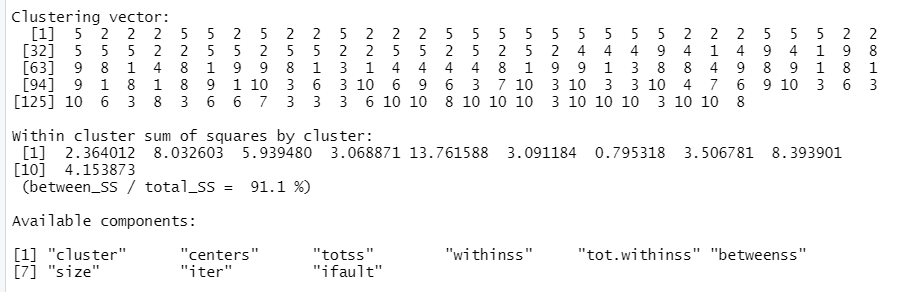 Clustering vector:
[1] 5 2 2 2 5 5 2 5 2 2 5 2 2 2 5 5 5 5 5 5 5 5 5 2 2 2 5 5 5 2 2
[32] 5 5 5 2 2 5 5 2 5 5 2 2 5 5 2 5 2 5 2 4 4 4 9 4 1 4 9 4 1 9 8
[63] 9 8 1 4 8 1 9 9 8 1 3 1 4 4 4 4 8 1 9 9 1 3 8 8 4 9 8 9 1 8 1
[94] 9 1 8 1 8 9 1 10 3 6 3 10 6 9 6 3 7 10 3 10 3 3 10 4 7 6 9 10 3 6 3
[125] 10 6 3 8 3 6 6 7 3 3 3 6 10 10 8 10 10 10 3 10 10 10 3 10 10 8
Within cluster sum of squares by cluster:
[1] 2.364012 8.032603 5.939480 3.068871 13.761588 3.091184 0.795318 3.506781 8.393901
[10] 4.153873
(between_SS / total_SS = 91.1 %)
Available components:
[1] "cluster" "centers" "totss" "withinss" "tot.withinss" "betweenss"
[7] "size" "iter" "ifault"